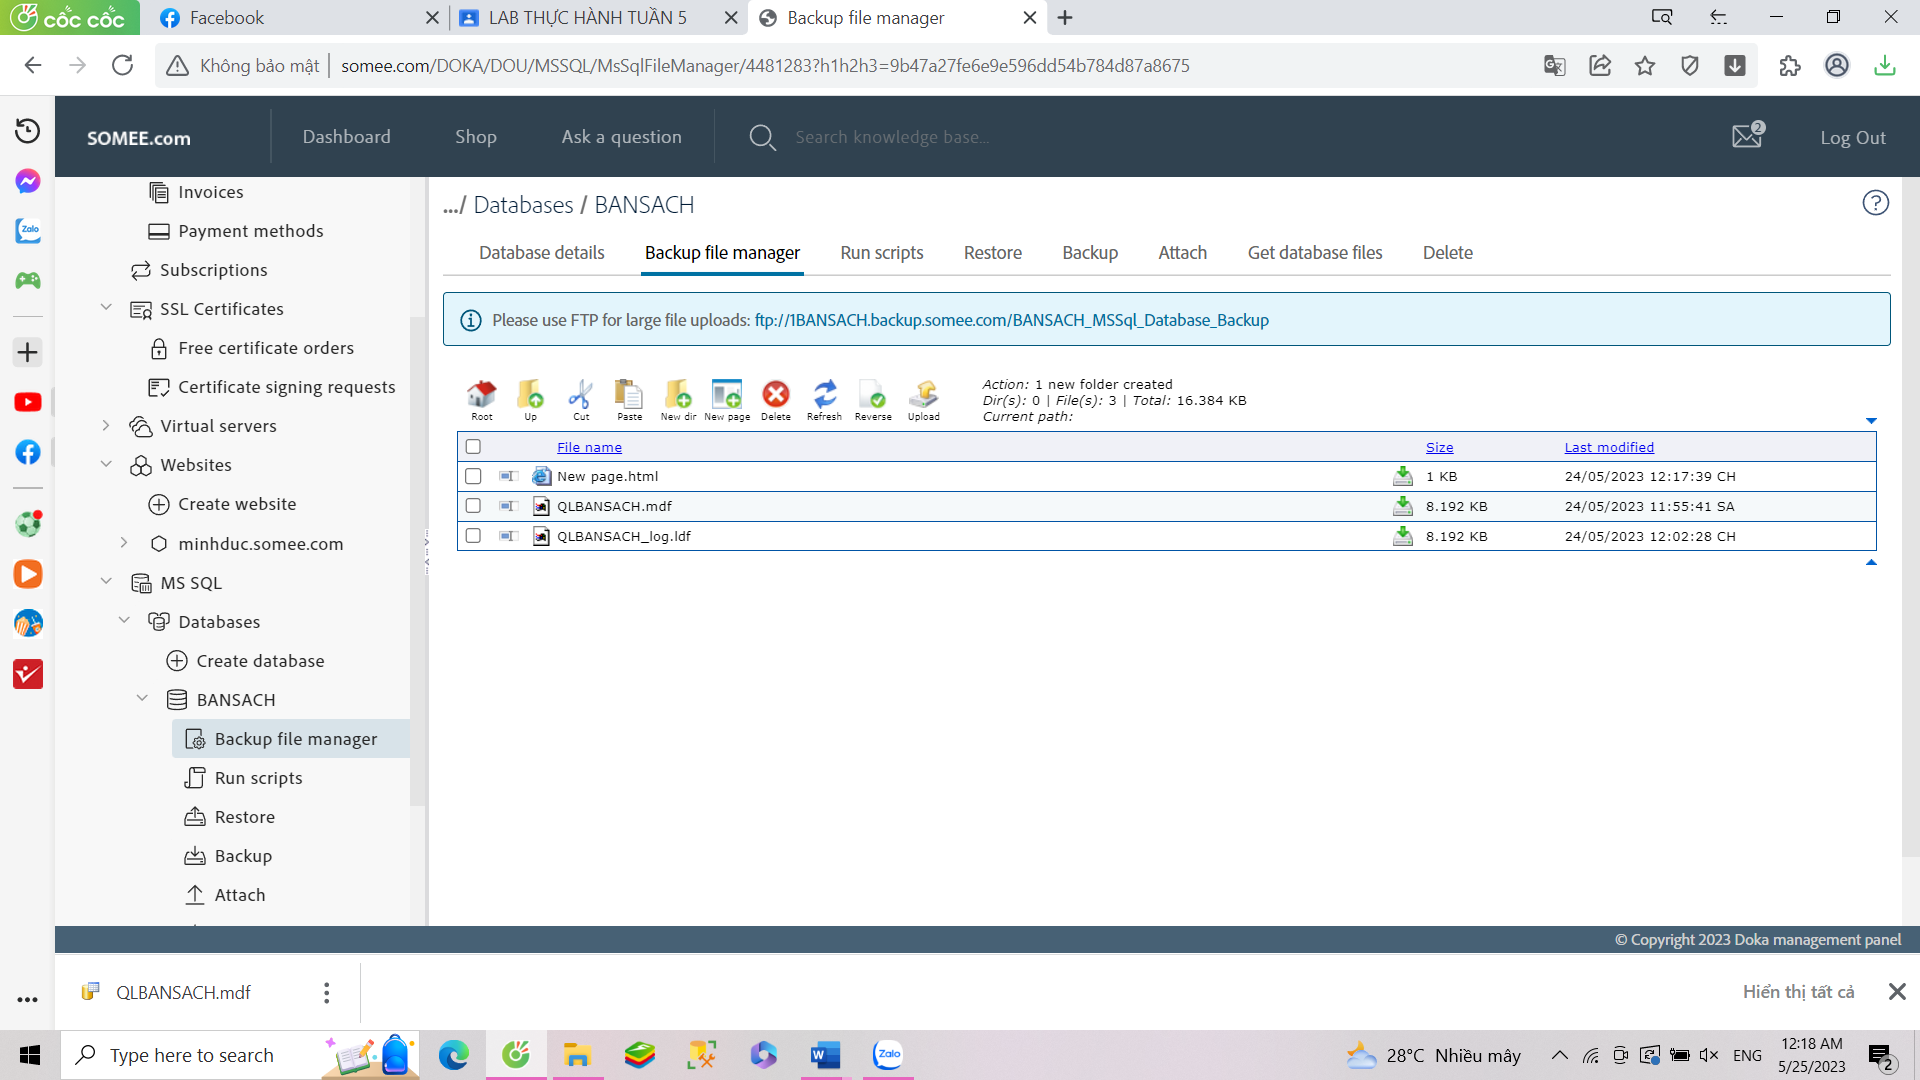 cốc cốc
Facebook
LAB THỰC HÀNH TUẦN 5
Backup file manager
Không bảo mật
somee.com/DOKA/DOU/MSSQL/MsSqlFileManager/4481283?h1h2h3=9b47a27fe6e9e596dd54b784d87a8675
SOMEE.com
Dashboard
Shop
Ask a question
Search knowledge base...
2
Log Out
Zalo
Invoices
Payment methods
Subscriptions
SSL Certificates
Free certificate orders
Certificate signing requests
Virtual servers
Websites
Create website
minhduc.somee.com
MS SQL
Databases
Create database
BANSACH
Backup file manager
Run scripts
Restore
Backup
Attach
.../ Databases / BANSACH
Database details
Backup file manager
Run scripts
Restore
Backup
Attach
Get database files
Delete
Please use FTP for large file uploads: ftp://1BANSACH.backup.somee.com/BANSACH_MSSql_Database_Backup
Root
Up
Cut
Paste
New dir
New page
Delete
Refresh
Reverse
Upload
Action: 1 new folder created
Dir(s): 0 | File(s): 3 | Total: 16.384 KB
Current path:
File name Size Last modified
New page.html 1 KB 24/05/2023 12:17:39 CH
QLBANSACH.mdf 8.192 KB 24/05/2023 11:55:41 SA
QLBANSACH_log.ldf 8.192 KB 24/05/2023 12:02:28 CH
© Copyright 2023 Doka management panel
QLBANSACH.mdf
Hiển thị tất cả
Type here to search
W
Zalo
28°C Nhiều mây
ENG
12:18 AM
5/25/2023
2